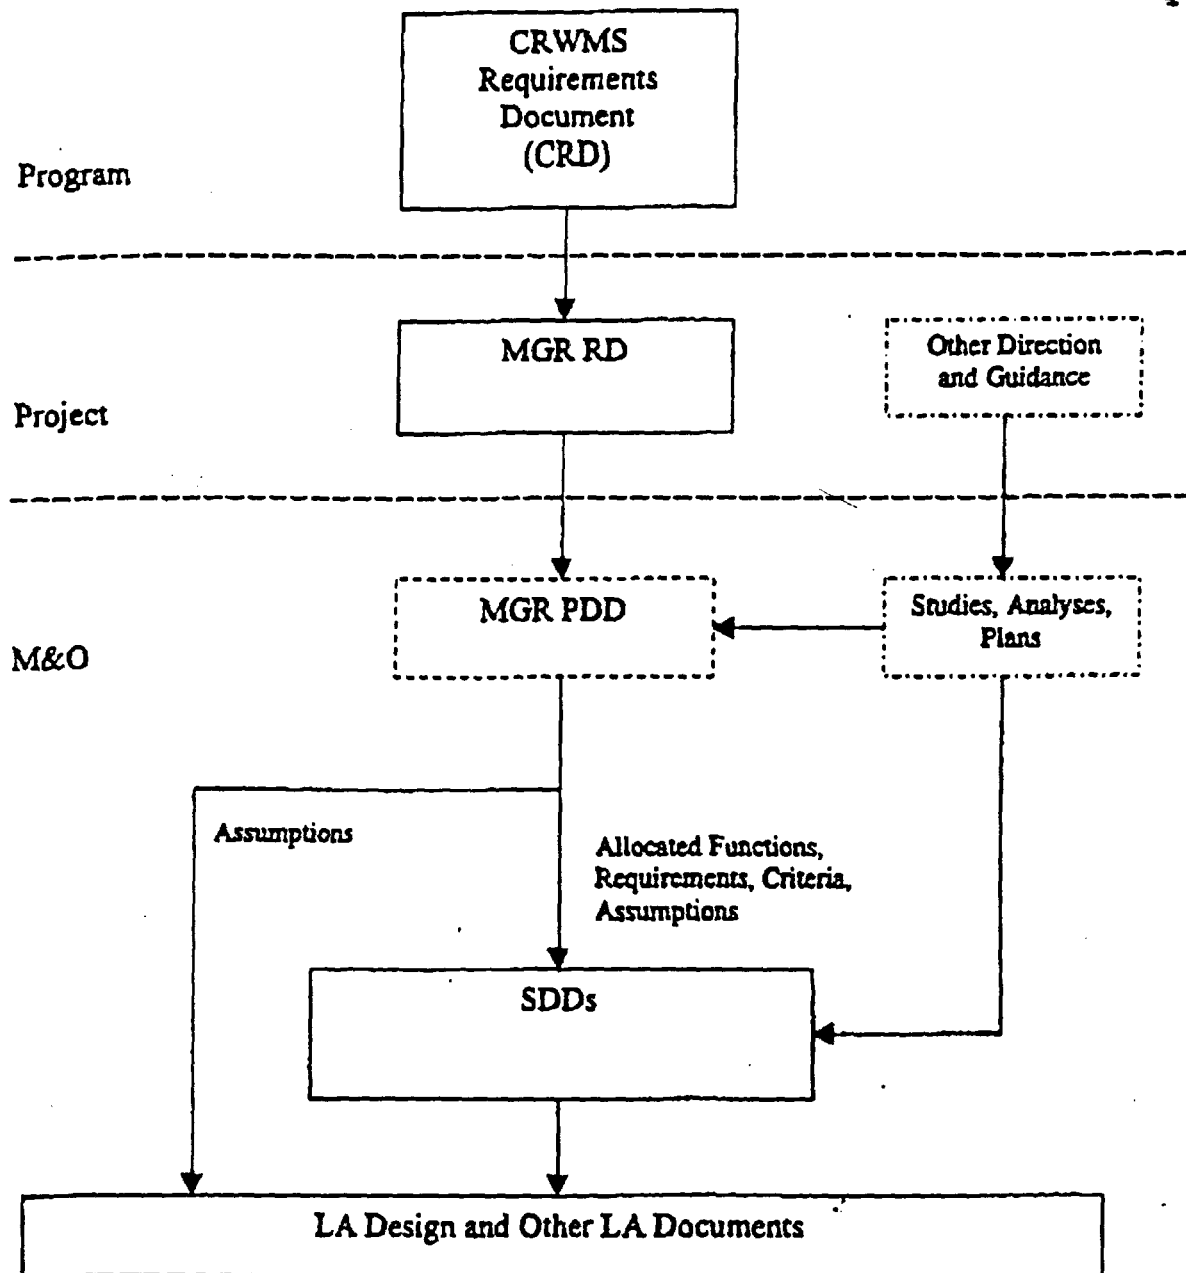 CRWMS
Requirements
Document
(CRD)
Program
MGR RD
Other Direction
and Guidance
Project
MGR PDD
Studies, Analyses,
Plans
M&O
Assumptions
Allocated Functions,
Requirements, Criteria,
Assumptions
SDDs
LA Design and Other LA Documents